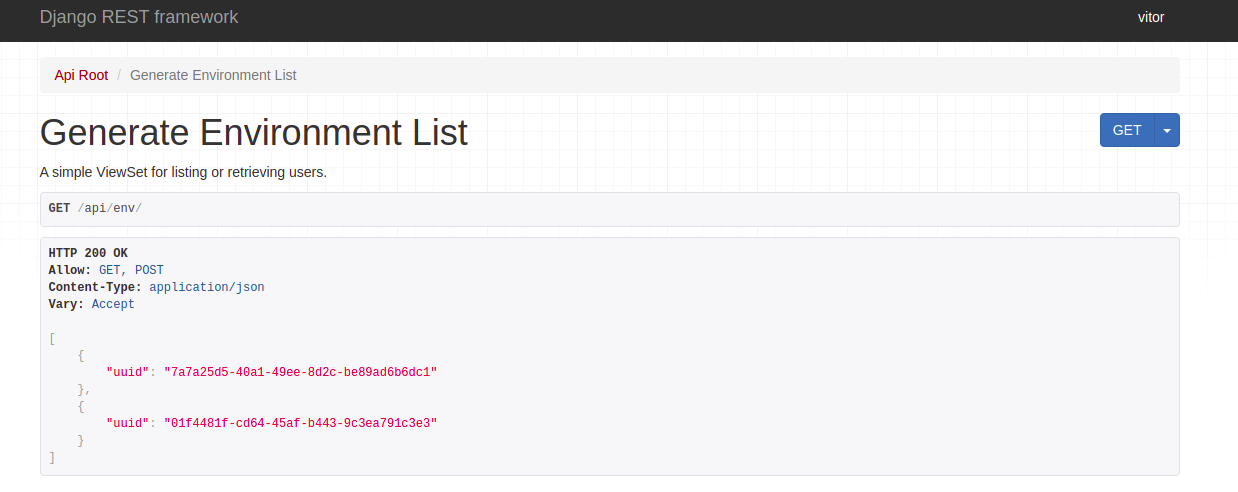 Django REST framework vitor
Api Root / Generate Environment List
Generate Environment List GET
A simple ViewSet for listing or retrieving users.
GET /api/env/
HTTP 200 OK
Allow: GET, POST
Content-Type: application/json
Vary: Accept
[
    {
        "uuid": "7a7a25d5-40a1-49ee-8d2c-be89ad6b6dc1"
    },
    {
        "uuid": "01f4481f-cd64-45af-b443-9c3ea791c3e3"
    }
]